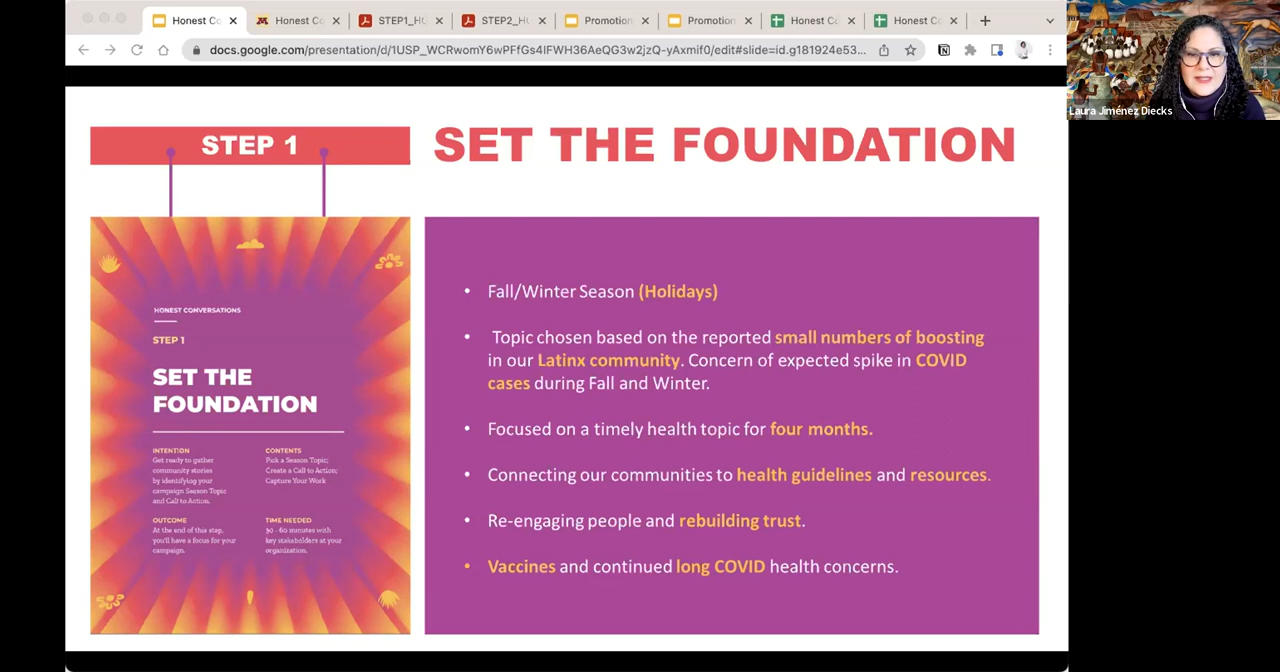 Honest Co
Honest Co
STEP1_HU
STEP2_HU
Promotion
Promotion
Honest Co
Honest Co
docs.google.com/presentation/d/1USP_WCRwomY6wPFfGs4IFWH36AeQG3w2jzQ-yAxmif0/edit#slide=id.g181924e53...
Laura Jiménez Diecks
STEP 1
SET THE FOUNDATION
HONEST CONVERSATIONS
STEP 1
SET THE
FOUNDATION
INTENTION
Get ready to gather
community stories
by identifying your
campaign Season Topic
and Call to Action.
CONTENTS
Pick a Season Topic;
Create a Call to Action;
Capture Your Work
OUTCOME
At the end of this step,
you'll have a focus for your
campaign.
TIME NEEDED
30 - 60 minutes with
key stakeholders at your
organization.
• Fall/Winter Season (Holidays)
• Topic chosen based on the reported small numbers of boosting
in our Latinx community. Concern of expected spike in COVID
cases during Fall and Winter.
• Focused on a timely health topic for four months.
• Connecting our communities to health guidelines and resources.
• Re-engaging people and rebuilding trust.
• Vaccines and continued long COVID health concerns.